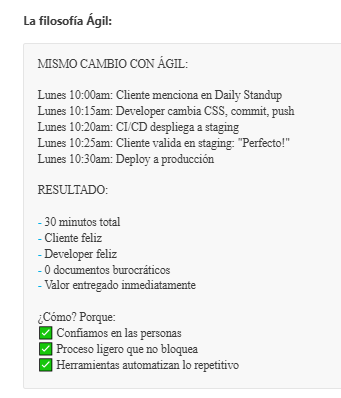 La filosofía Ágil:
MISMO CAMBIO CON ÁGIL:
Lunes 10:00am: Cliente menciona en Daily Standup
Lunes 10:15am: Developer cambia CSS, commit, push
Lunes 10:20am: CI/CD despliega a staging
Lunes 10:25am: Cliente valida en staging: "Perfecto!"
Lunes 10:30am: Deploy a producción
RESULTADO:
- 30 minutos total
- Cliente feliz
- Developer feliz
- 0 documentos burocráticos
- Valor entregado inmediatamente
¿Cómo? Porque:
✅ Confiamos en las personas
✅ Proceso ligero que no bloquea
✅ Herramientas automatizan lo repetitivo